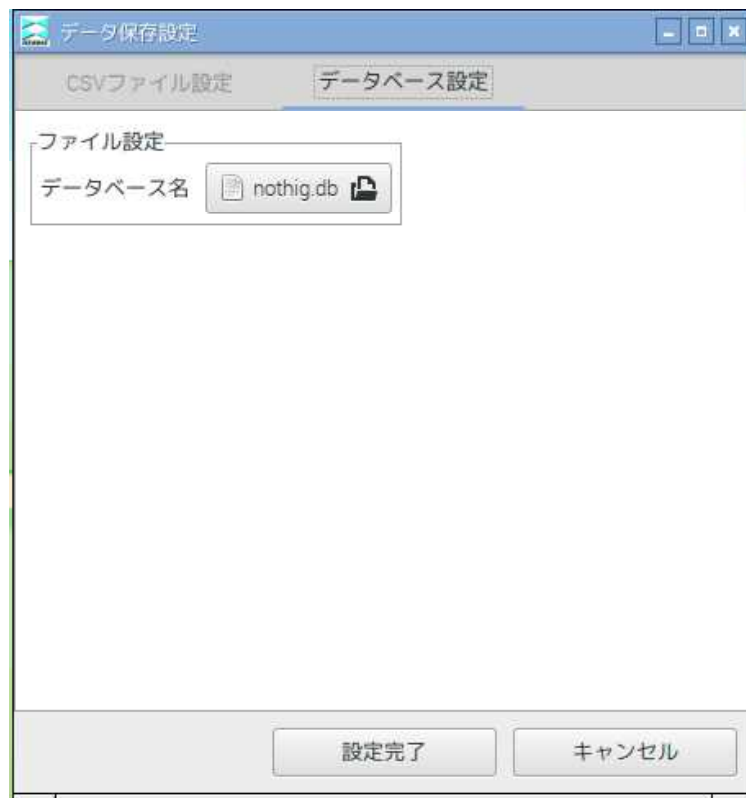 データ保存設定
CSVファイル設定 データベース設定
ファイル設定
データベース名 nothig.db
設定完了 キャンセル